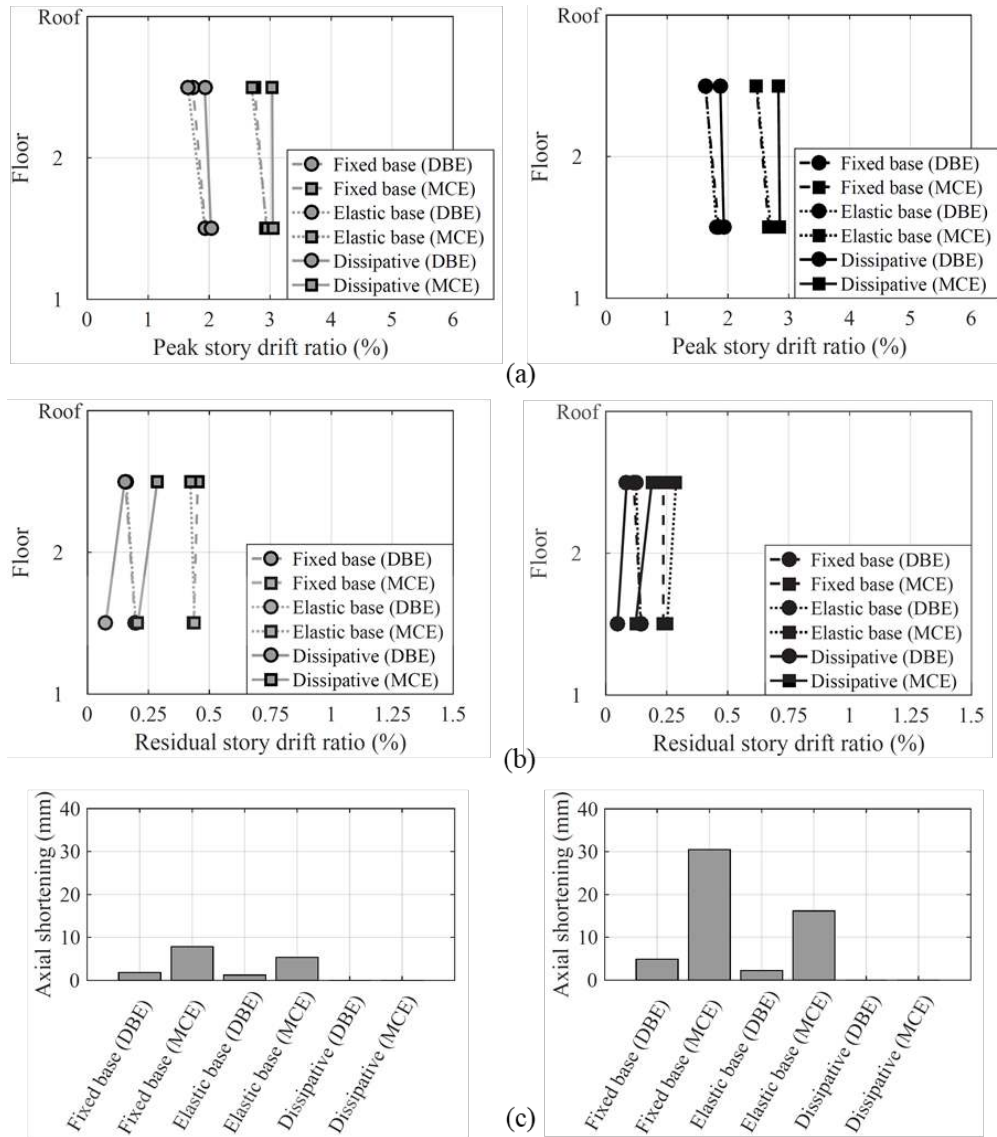 Roof
Floor
2
1
Fixed base (DBE)
Fixed base (MCE)
Elastic base (DBE)
Elastic base (MCE)
Dissipative (DBE)
Dissipative (MCE)
0 1 2 3 4 5 6
Peak story drift ratio (%)
Roof
Floor
2
1
Fixed base (DBE)
Fixed base (MCE)
Elastic base (DBE)
Elastic base (MCE)
Dissipative (DBE)
Dissipative (MCE)
0 1 2 3 4 5 6
Peak story drift ratio (%)
(a)
Roof
Floor
2
1
Fixed base (DBE)
Fixed base (MCE)
Elastic base (DBE)
Elastic base (MCE)
Dissipative (DBE)
Dissipative (MCE)
0 0.25 0.5 0.75 1 1.25 1.5
Residual story drift ratio (%)
Roof
Floor
2
1
Fixed base (DBE)
Fixed base (MCE)
Elastic base (DBE)
Elastic base (MCE)
Dissipative (DBE)
Dissipative (MCE)
0 0.25 0.5 0.75 1 1.25 1.5
Residual story drift ratio (%)
(b)
Axial shortening (mm)
40
30
20
10
0
Fixed base (DBE)
Fixed base (MCE)
Elastic base (DBE)
Elastic base (MCE)
Dissipative (DBE)
Dissipative (MCE)
Axial shortening (mm)
40
30
20
10
0
Fixed base (DBE)
Fixed base (MCE)
Elastic base (DBE)
Elastic base (MCE)
Dissipative (DBE)
Dissipative (MCE)
(c)